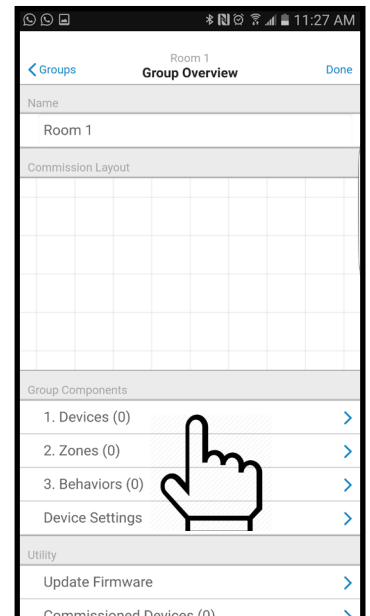 11:27 AM
Room 1
Groups
Group Overview
Done
Name
Room 1
Commission Layout
Group Components
1. Devices (0)
2. Zones (0)
3. Behaviors (0)
Device Settings
Utility
Update Firmware
Commissioned Devices (0)